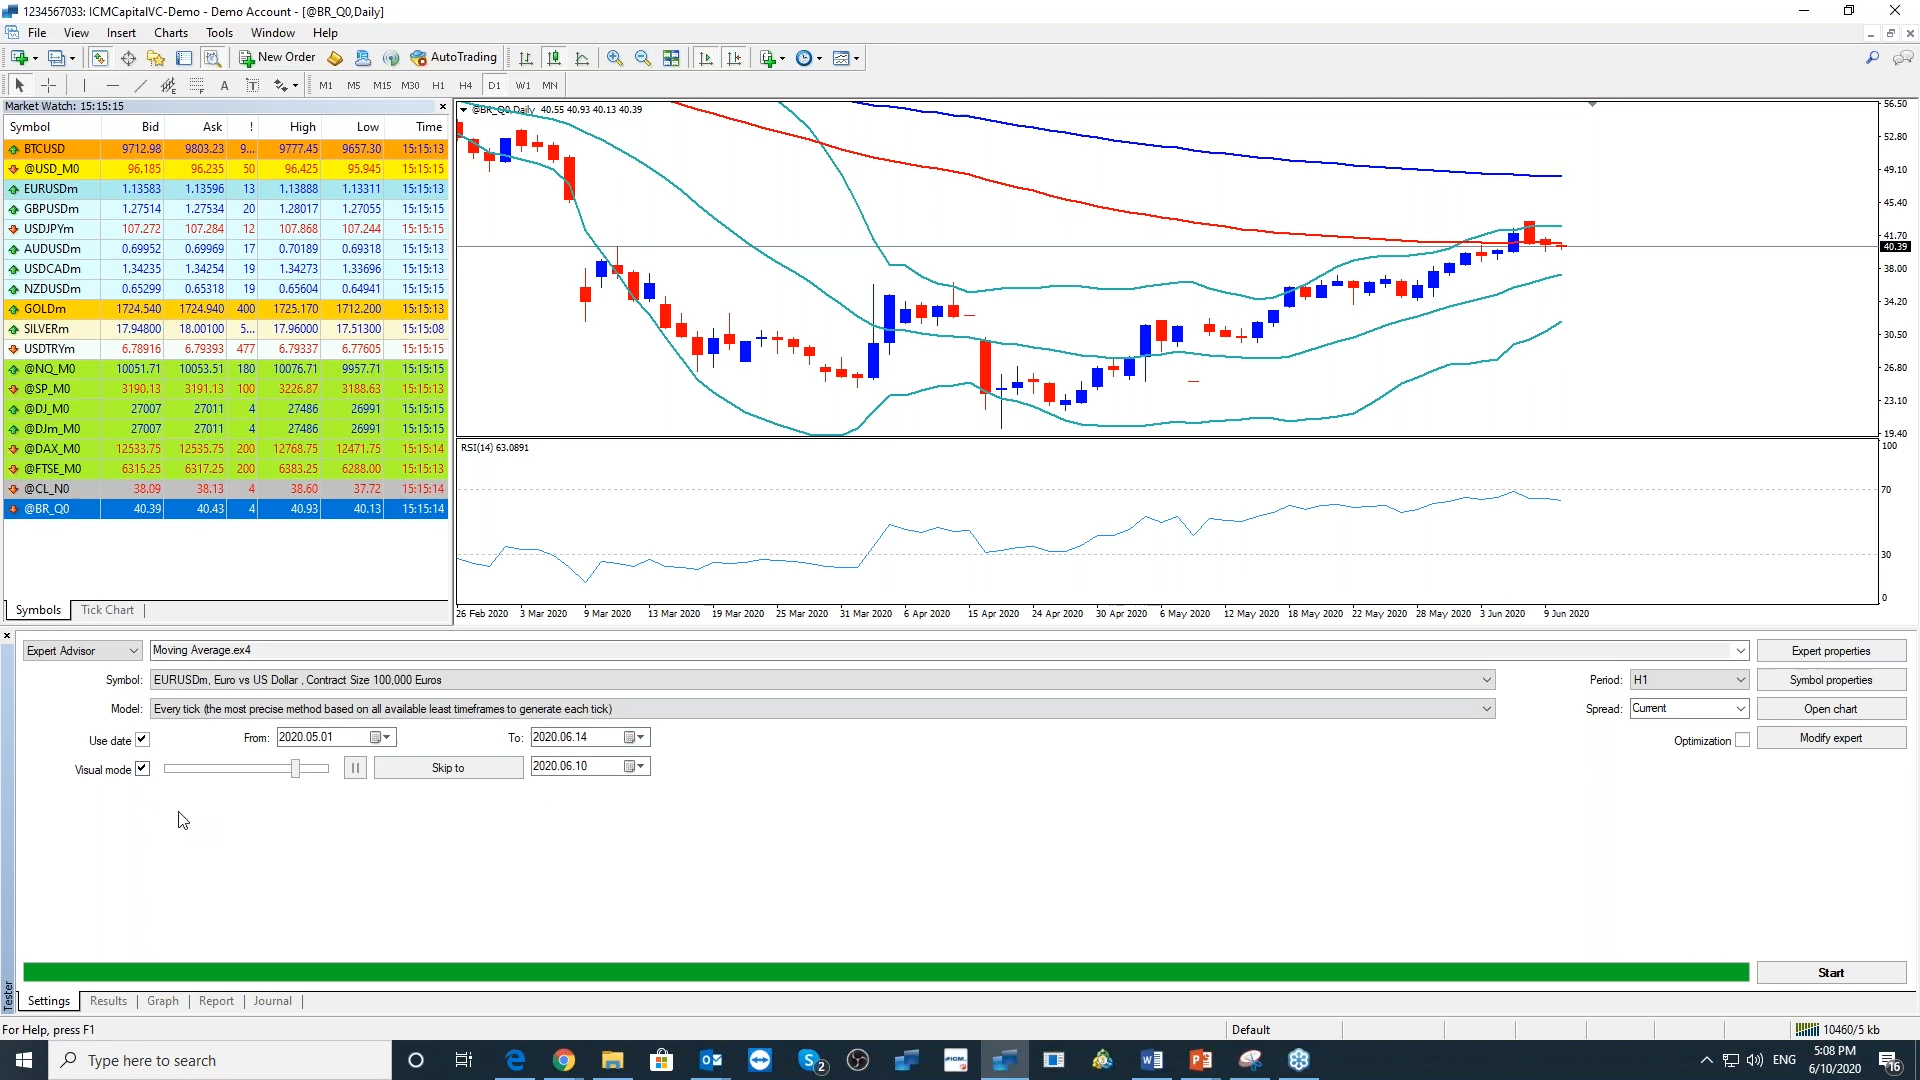 1234567033: ICMCapitalVC-Demo - Demo Account - [@BR_Q0,Daily]
File View Insert Charts Tools Window Help
New Order AutoTrading
A T M1 M5 M15 M30 H1 H4 D1 W1 MN
Market Watch: 15:15:15
Symbol Bid Ask ! High Low Time
BTCUSD 9712.98 9803.23 9... 9777.45 9657.30 15:15:13
@USD_M0 96.185 96.235 50 96.425 95.945 15:15:15
EURUSDm 1.13583 1.13596 13 1.13888 1.13311 15:15:13
GBPUSDm 1.27514 1.27534 20 1.28017 1.27055 15:15:15
USDJPYm 107.272 107.284 12 107.868 107.244 15:15:15
AUDUSDm 0.69952 0.69969 17 0.70189 0.69318 15:15:13
USDCADm 1.34235 1.34254 19 1.34273 1.33696 15:15:15
NZDUSDm 0.65299 0.65318 19 0.65604 0.64941 15:15:15
GOLDm 1724.540 1724.940 400 1725.170 1712.200 15:15:13
SILVERm 17.94800 18.00100 5... 17.96000 17.51300 15:15:08
USDTRYm 6.78916 6.79393 477 6.79337 6.77605 15:15:15
@NQ_M0 10051.71 10053.51 180 10076.71 9957.71 15:15:15
@SP_M0 3190.13 3191.13 100 3226.87 3188.63 15:15:13
@DJ_M0 27007 27011 4 27486 26991 15:15:15
@DJm_M0 27007 27011 4 27486 26991 15:15:15
@DAX_M0 12533.75 12535.75 200 12768.75 12471.75 15:15:14
@FTSE_M0 6315.25 6317.25 200 6383.25 6288.00 15:15:13
@CL_N0 38.09 38.13 4 38.60 37.72 15:15:14
@BR_Q0 40.39 40.43 4 40.93 40.13 15:15:14
Symbols Tick Chart
@BR_Q0,Daily 40.55 40.93 40.13 40.39
56.50
52.80
49.10
45.40
41.70
40.39
38.00
34.20
30.50
26.80
23.10
19.40
RSI(14) 63.0891
100
70
30
0
26 Feb 2020 3 Mar 2020 9 Mar 2020 13 Mar 2020 19 Mar 2020 25 Mar 2020 31 Mar 2020 6 Apr 2020 15 Apr 2020 24 Apr 2020 30 Apr 2020 6 May 2020 12 May 2020 18 May 2020 22 May 2020 28 May 2020 3 Jun 2020 9 Jun 2020
Expert Advisor Moving Average.ex4 Expert properties
Symbol: EURUSDm, Euro vs US Dollar , Contract Size 100,000 Euros Period: H1 Symbol properties
Model: Every tick (the most precise method based on all available least timeframes to generate each tick) Spread: Current Open chart
Use date From: 2020.05.01 To: 2020.06.14 Optimization Modify expert
Visual mode Skip to 2020.06.10
Start
Tester
Settings Results Graph Report Journal
For Help, press F1 Default 10460/5 kb
Type here to search
2
ICM
ENG
5:08 PM
6/10/2020
16